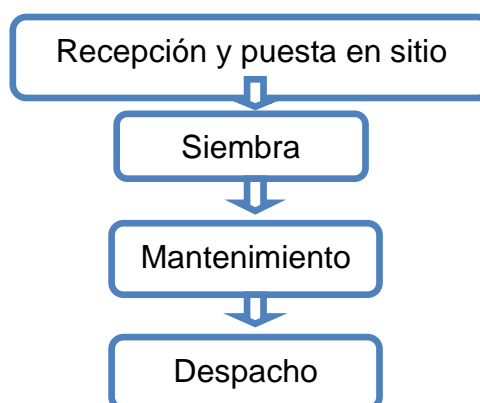 Recepción y puesta en sitio
Siembra
Mantenimiento
Despacho